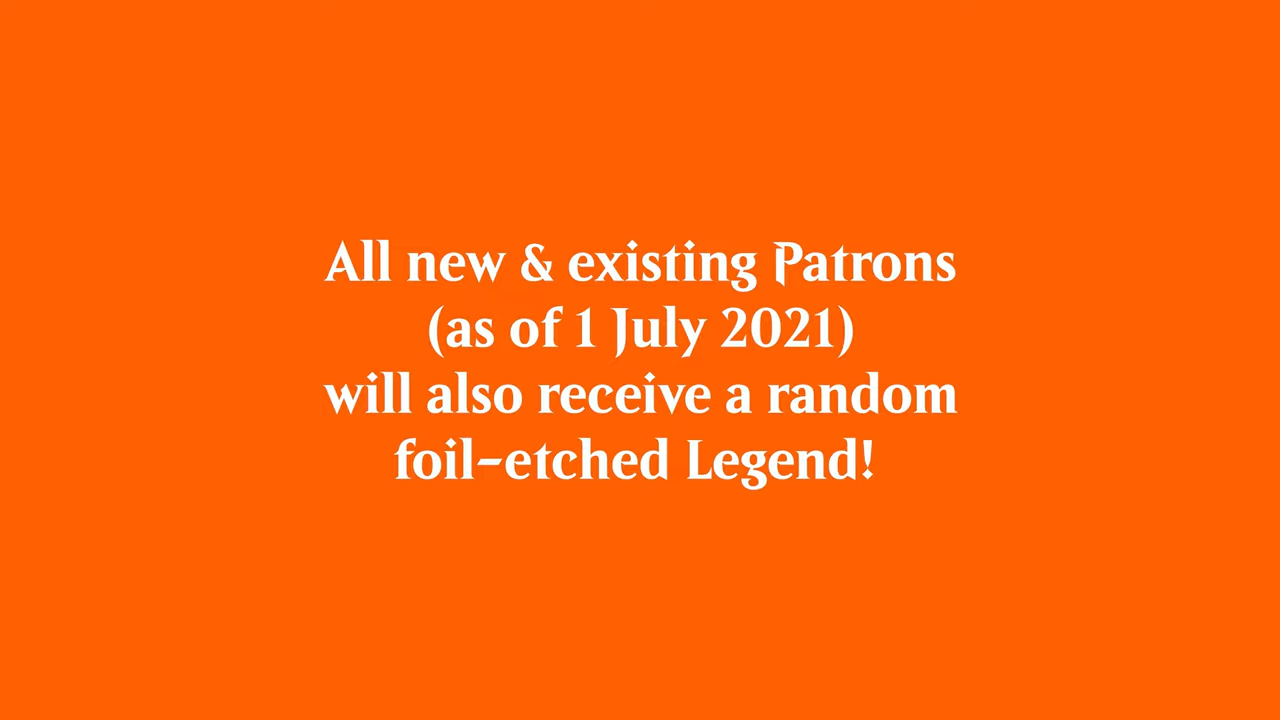 All new & existing Patrons
(as of 1 July 2021)
will also receive a random
foil-etched Legend!